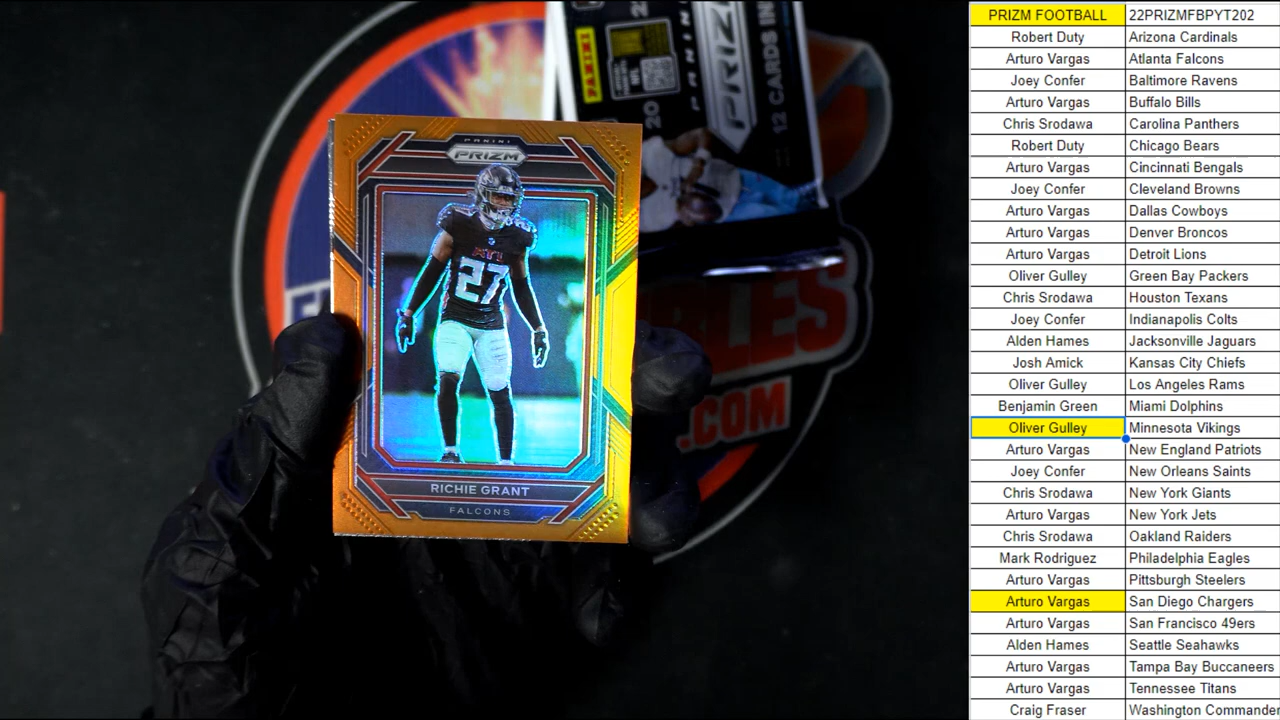 PANINI
PRIZM
27
RICHIE GRANT
FALCONS
PANINI
PRIZM
12 CARDS IN
20
.COM
PRIZM FOOTBALL 22PRIZMFBPYT202
Robert Duty Arizona Cardinals
Arturo Vargas Atlanta Falcons
Joey Confer Baltimore Ravens
Arturo Vargas Buffalo Bills
Chris Srodawa Carolina Panthers
Robert Duty Chicago Bears
Arturo Vargas Cincinnati Bengals
Joey Confer Cleveland Browns
Arturo Vargas Dallas Cowboys
Arturo Vargas Denver Broncos
Arturo Vargas Detroit Lions
Oliver Gulley Green Bay Packers
Chris Srodawa Houston Texans
Joey Confer Indianapolis Colts
Alden Hames Jacksonville Jaguars
Josh Amick Kansas City Chiefs
Oliver Gulley Los Angeles Rams
Benjamin Green Miami Dolphins
Oliver Gulley Minnesota Vikings
Arturo Vargas New England Patriots
Joey Confer New Orleans Saints
Chris Srodawa New York Giants
Arturo Vargas New York Jets
Chris Srodawa Oakland Raiders
Mark Rodriguez Philadelphia Eagles
Arturo Vargas Pittsburgh Steelers
Arturo Vargas San Diego Chargers
Arturo Vargas San Francisco 49ers
Alden Hames Seattle Seahawks
Arturo Vargas Tampa Bay Buccaneers
Arturo Vargas Tennessee Titans
Craig Fraser Washington Commander